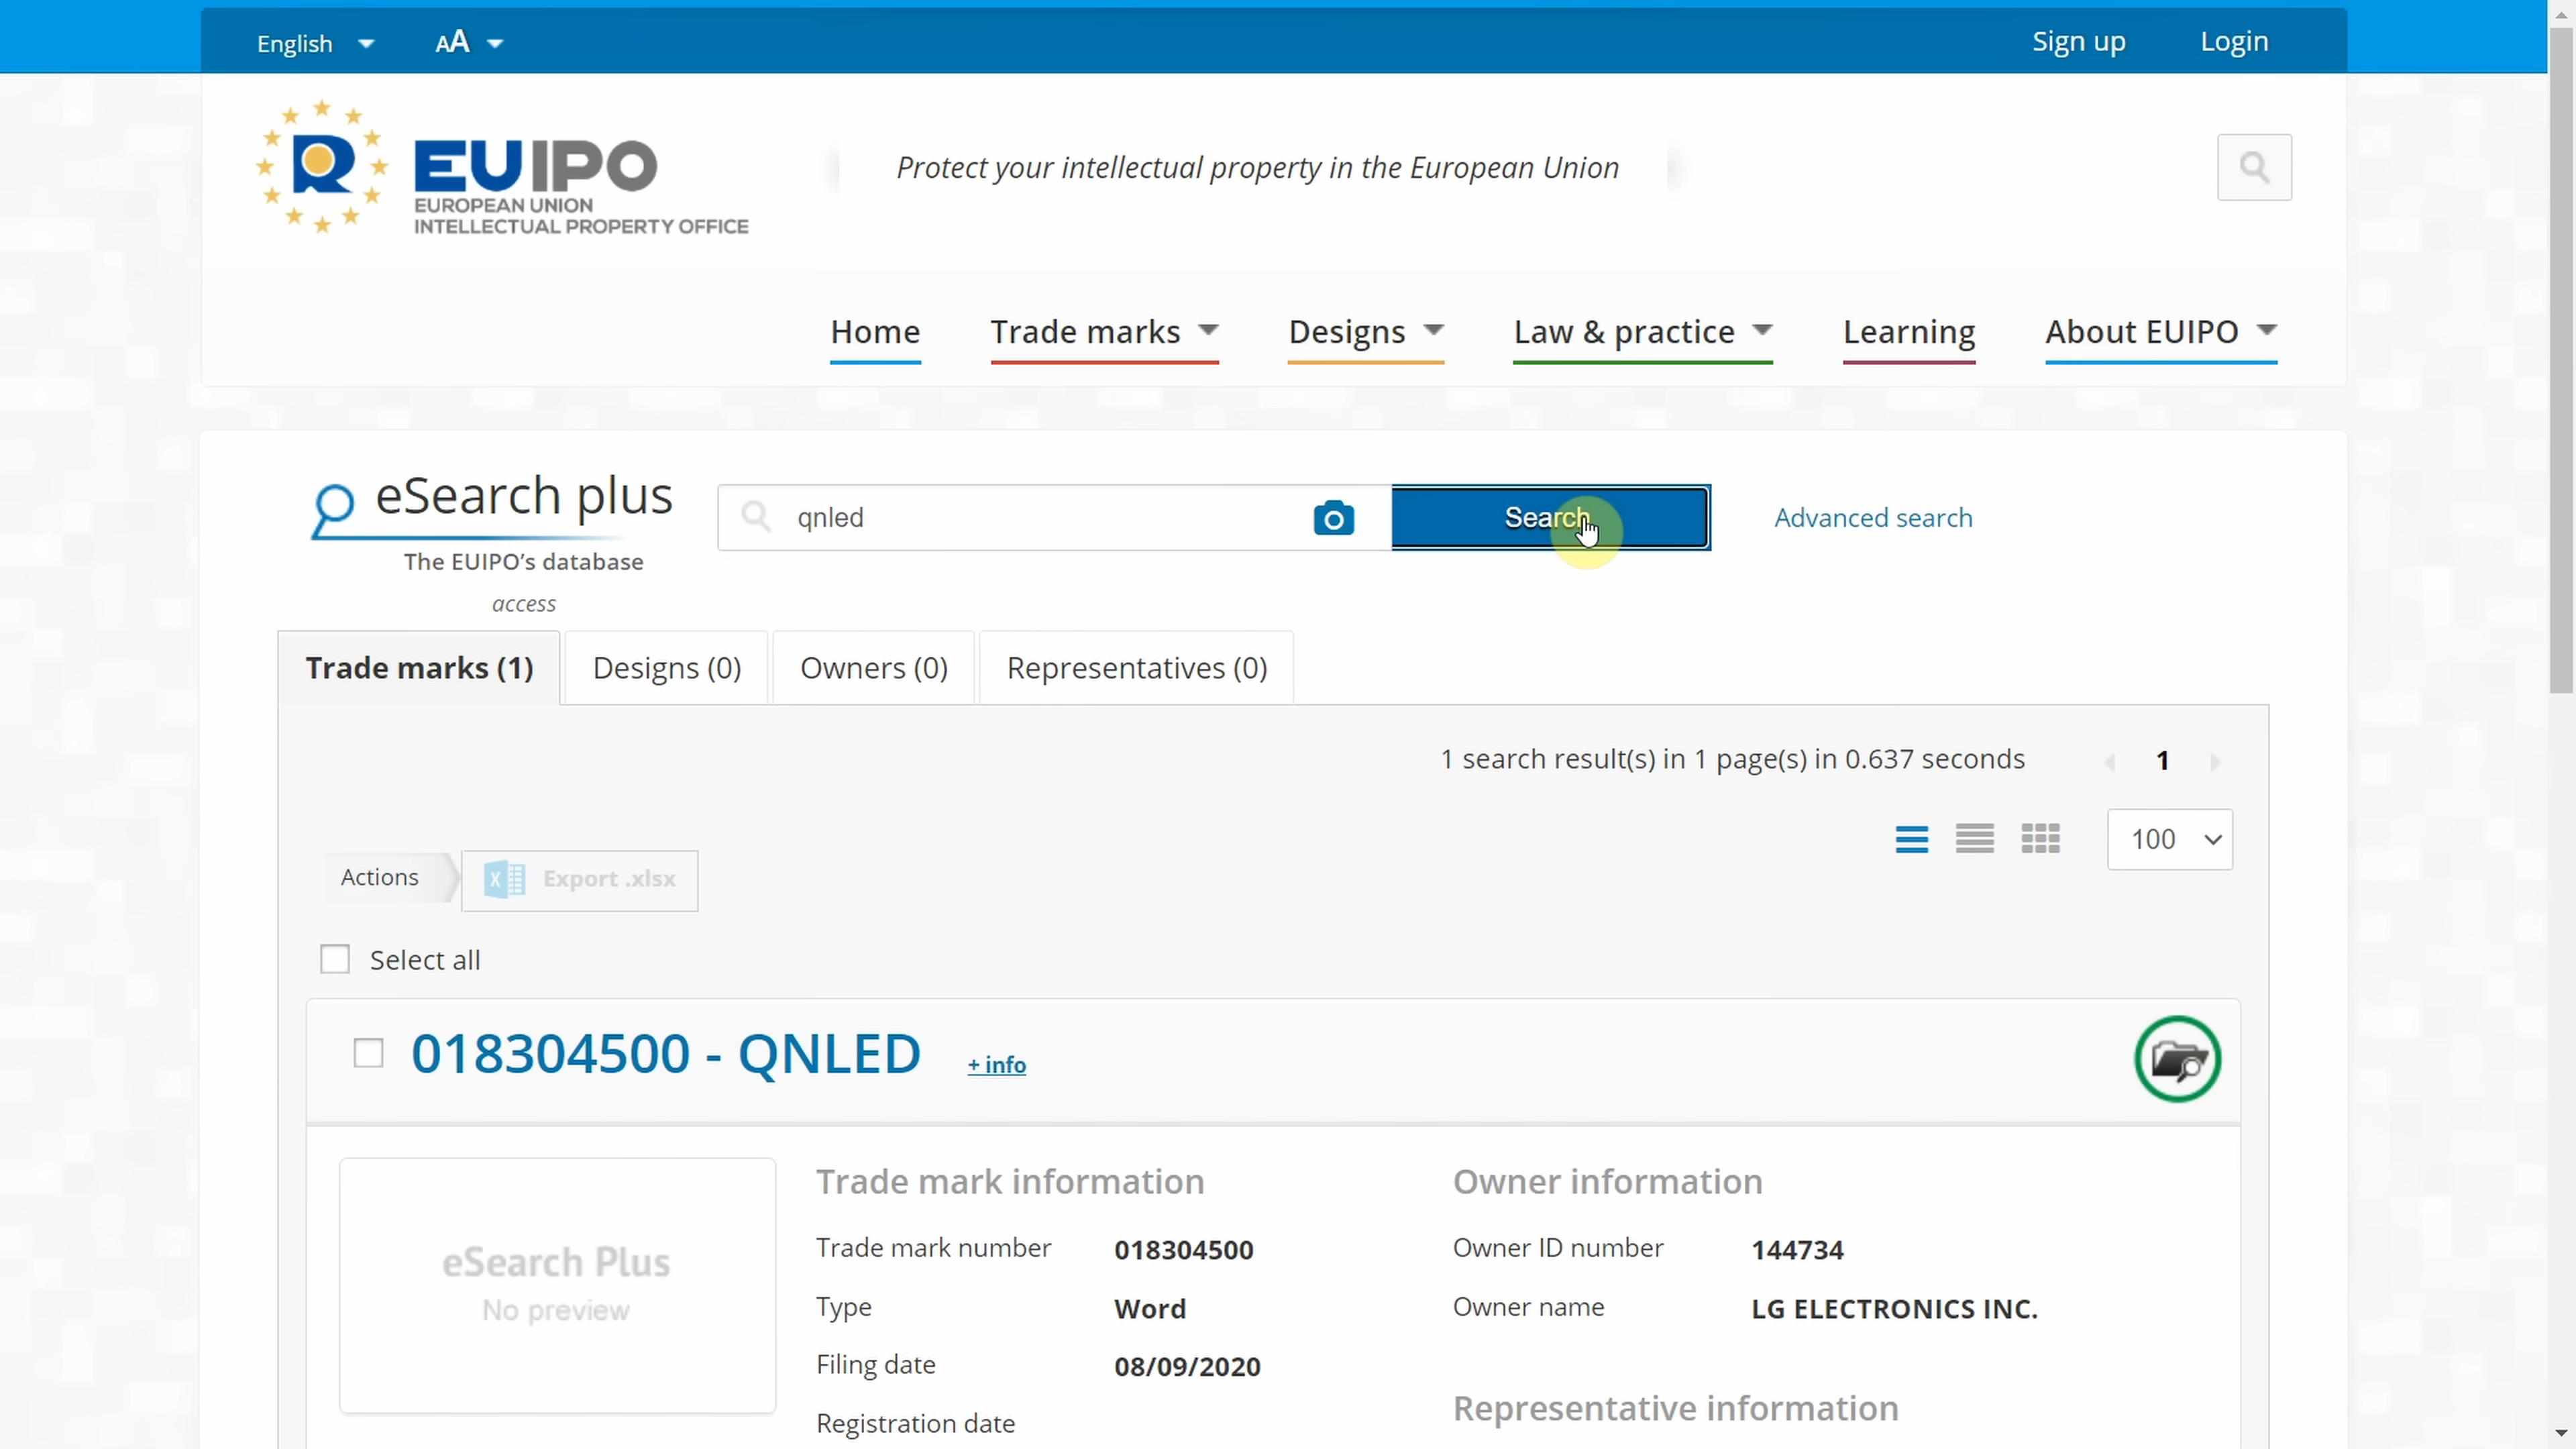 English
AA
Sign up
Login
EUIPO
EUROPEAN UNION
INTELLECTUAL PROPERTY OFFICE
Protect your intellectual property in the European Union
Home
Trade marks
Designs
Law & practice
Learning
About EUIPO
eSearch plus
The EUIPO’s database
access
qnled
Search
Advanced search
Trade marks (1)
Designs (0)
Owners (0)
Representatives (0)
1 search result(s) in 1 page(s) in 0.637 seconds
1
100
Actions
Export .xlsx
Select all
018304500 - QNLED
+ info
eSearch Plus
No preview
Trade mark information
Trade mark number 018304500
Type Word
Filing date 08/09/2020
Registration date
Owner information
Owner ID number 144734
Owner name LG ELECTRONICS INC.
Representative information